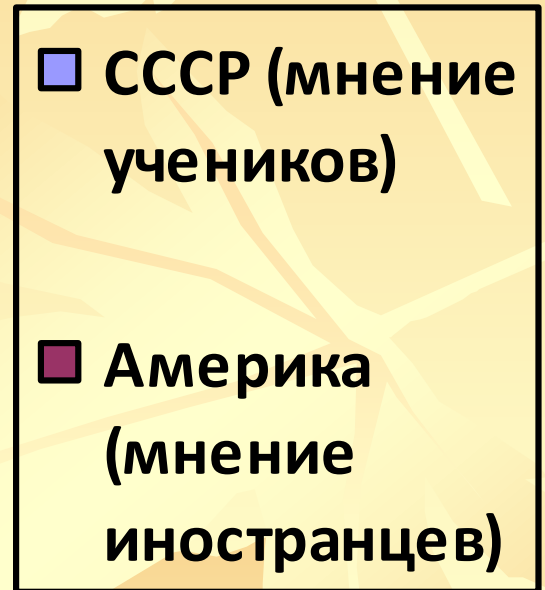 СССР (мнение
учеников)
Америка
(мнение
иностранцев)